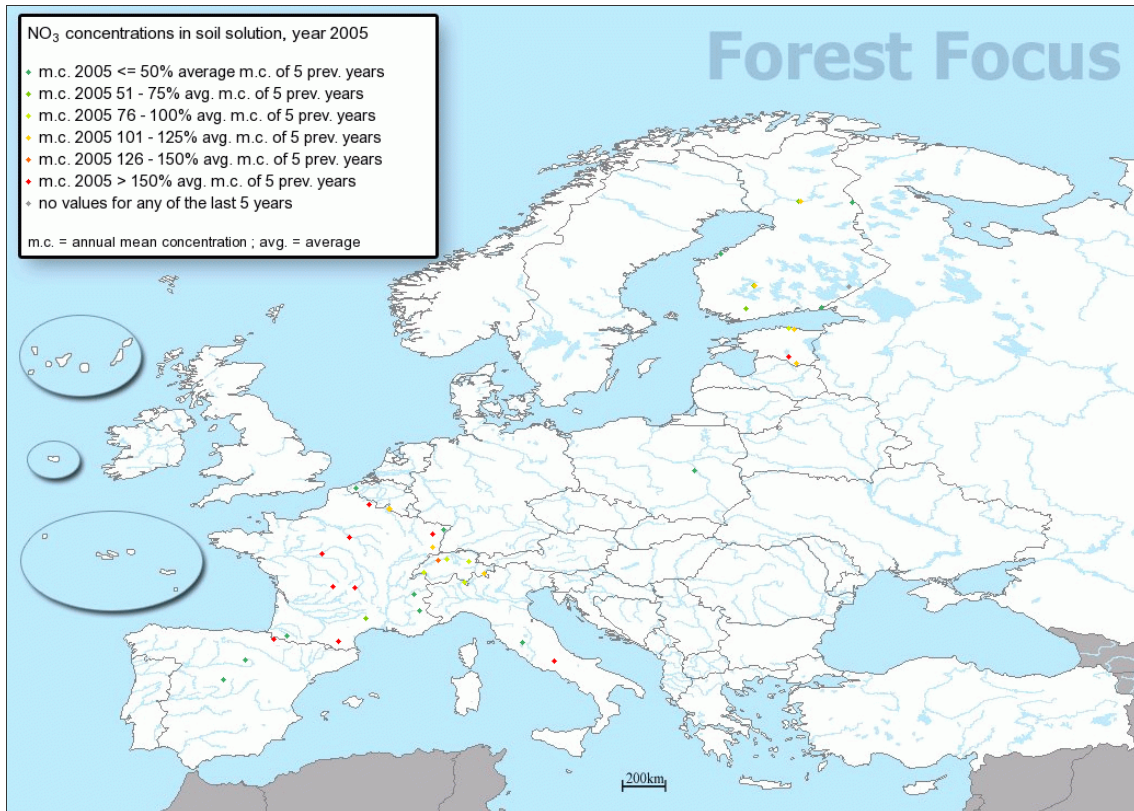 NO₃ concentrations in soil solution, year 2005
Forest Focus
m.c. 2005 <= 50% average m.c. of 5 prev. years
m.c. 2005 51 - 75% avg. m.c. of 5 prev. years
m.c. 2005 76 - 100% avg. m.c. of 5 prev. years
m.c. 2005 101 - 125% avg. m.c. of 5 prev. years
m.c. 2005 126 - 150% avg. m.c. of 5 prev. years
m.c. 2005 > 150% avg. m.c. of 5 prev. years
no values for any of the last 5 years
m.c. = annual mean concentration ; avg. = average
200km